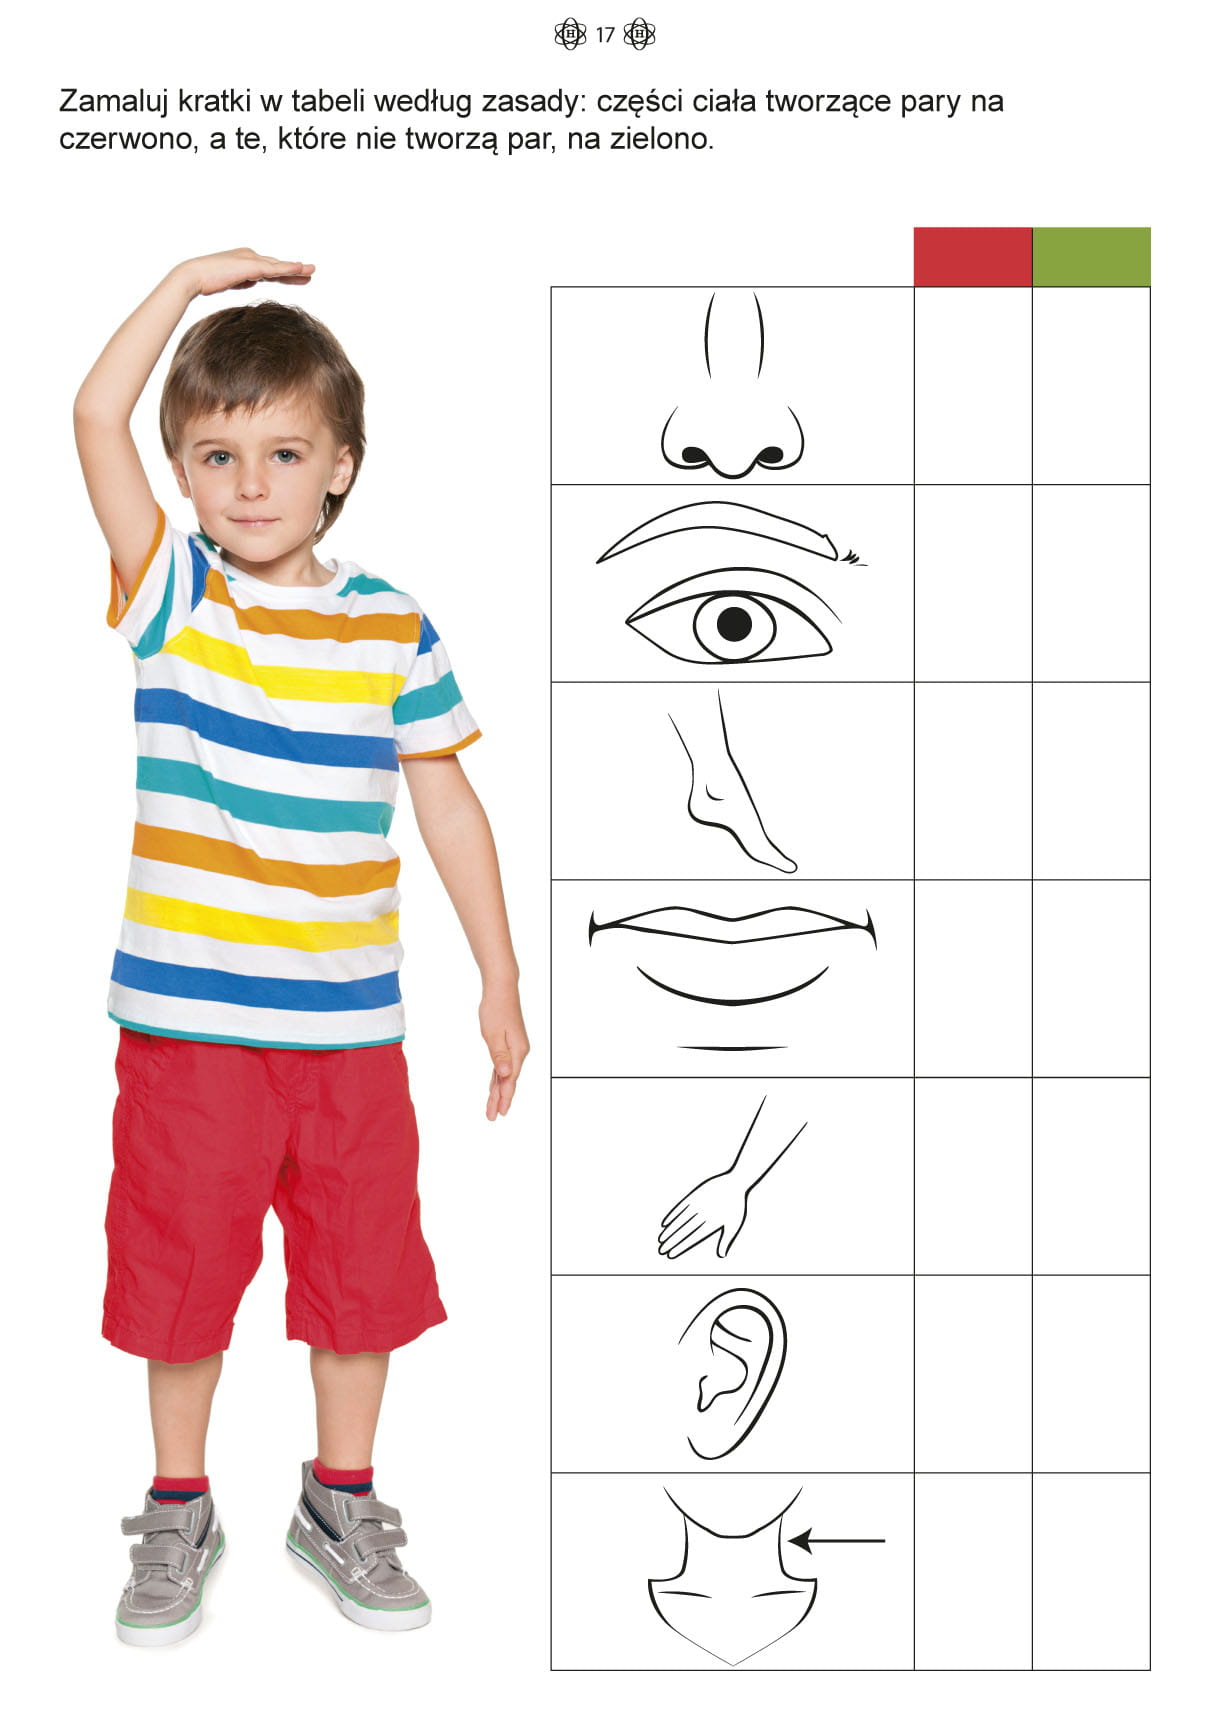 H 17 H
Zamaluj kratki w tabeli według zasady: części ciała tworzące pary na
czerwono, a te, które nie tworzą par, na zielono.